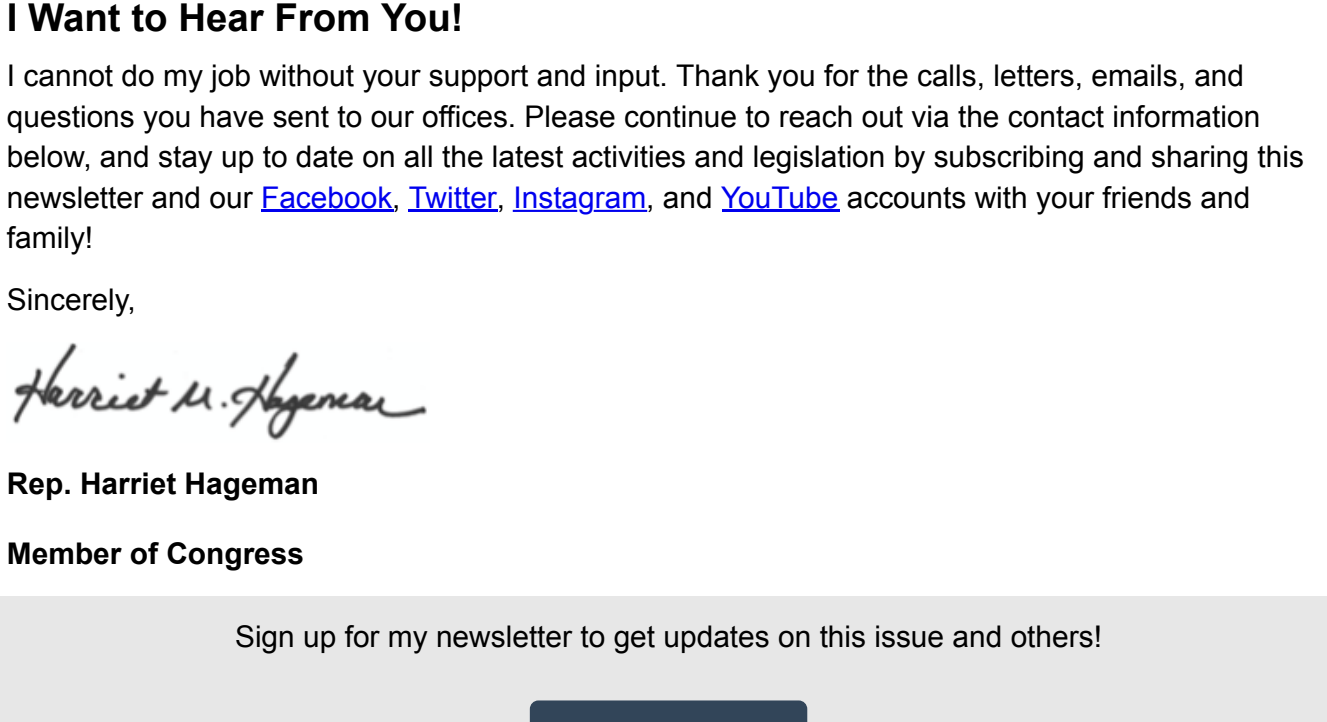 I Want to Hear From You!
I cannot do my job without your support and input. Thank you for the calls, letters, emails, and
questions you have sent to our offices. Please continue to reach out via the contact information
below, and stay up to date on all the latest activities and legislation by subscribing and sharing this
newsletter and our Facebook, Twitter, Instagram, and YouTube accounts with your friends and
family!
Sincerely,
Harriet M. Hageman
Rep. Harriet Hageman
Member of Congress
Sign up for my newsletter to get updates on this issue and others!